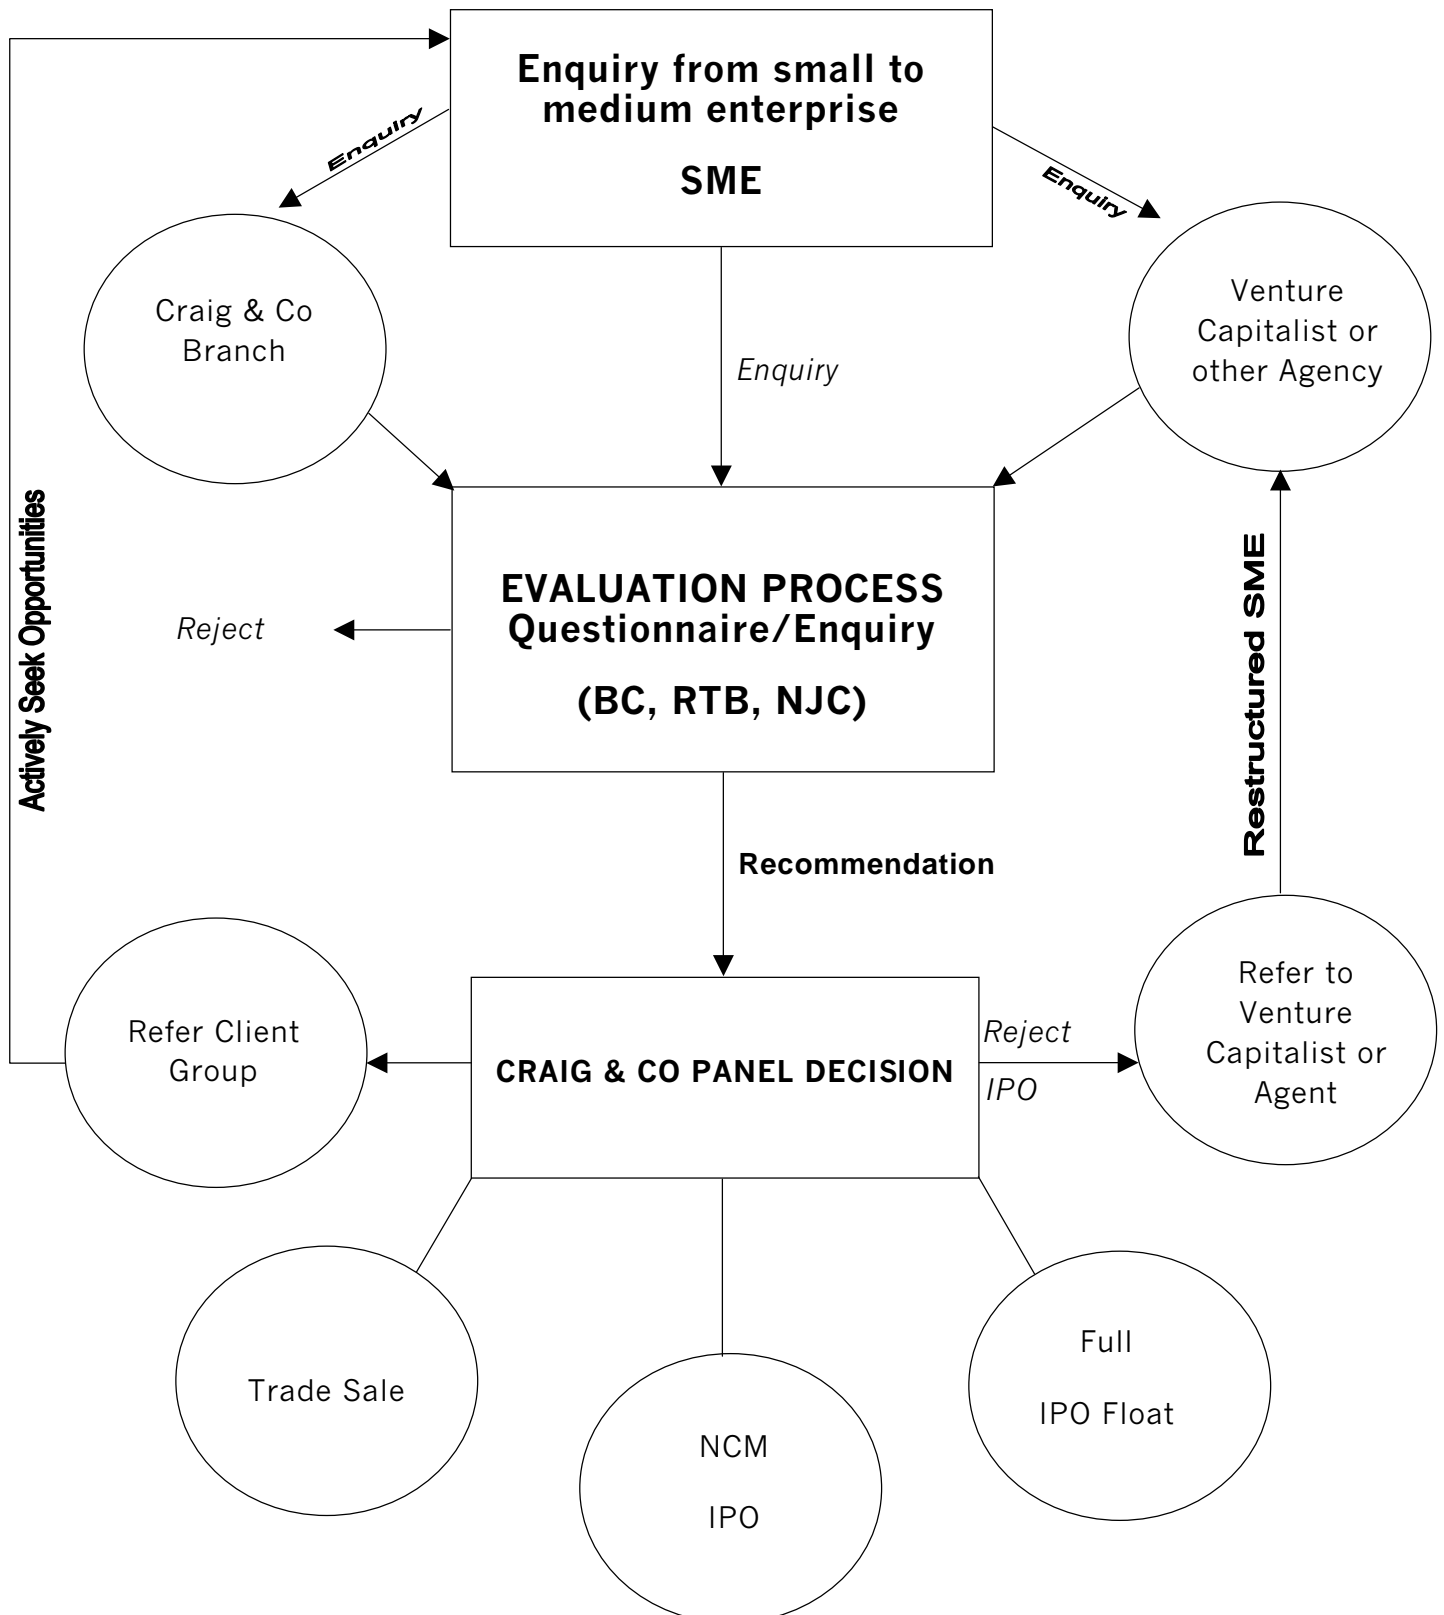 Enquiry from small to
medium enterprise
SME
Enquiry
Enquiry
Craig & Co
Branch
Venture
Capitalist or
other Agency
Enquiry
Actively Seek Opportunities
EVALUATION PROCESS
Questionnaire/Enquiry
(BC, RTB, NJC)
Reject
Restructured SME
Recommendation
Refer Client
Group
CRAIG & CO PANEL DECISION
Reject
IPO
Refer to
Venture
Capitalist or
Agent
Trade Sale
NCM
IPO
Full
IPO Float